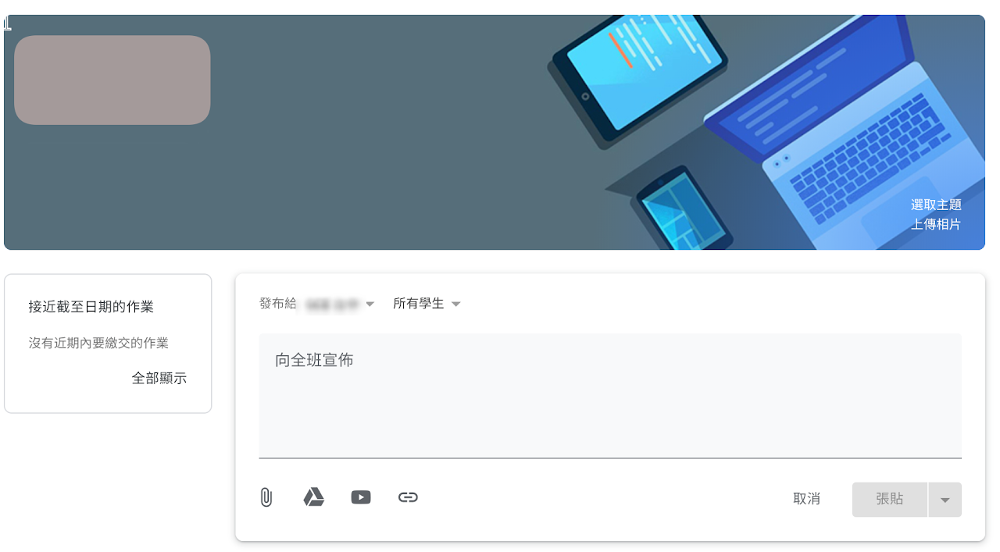 選取主題
上傳相片
接近截至日期的作業
沒有近期內要繳交的作業
全部顯示
發布給 所有學生
向全班宣佈
取消 張貼